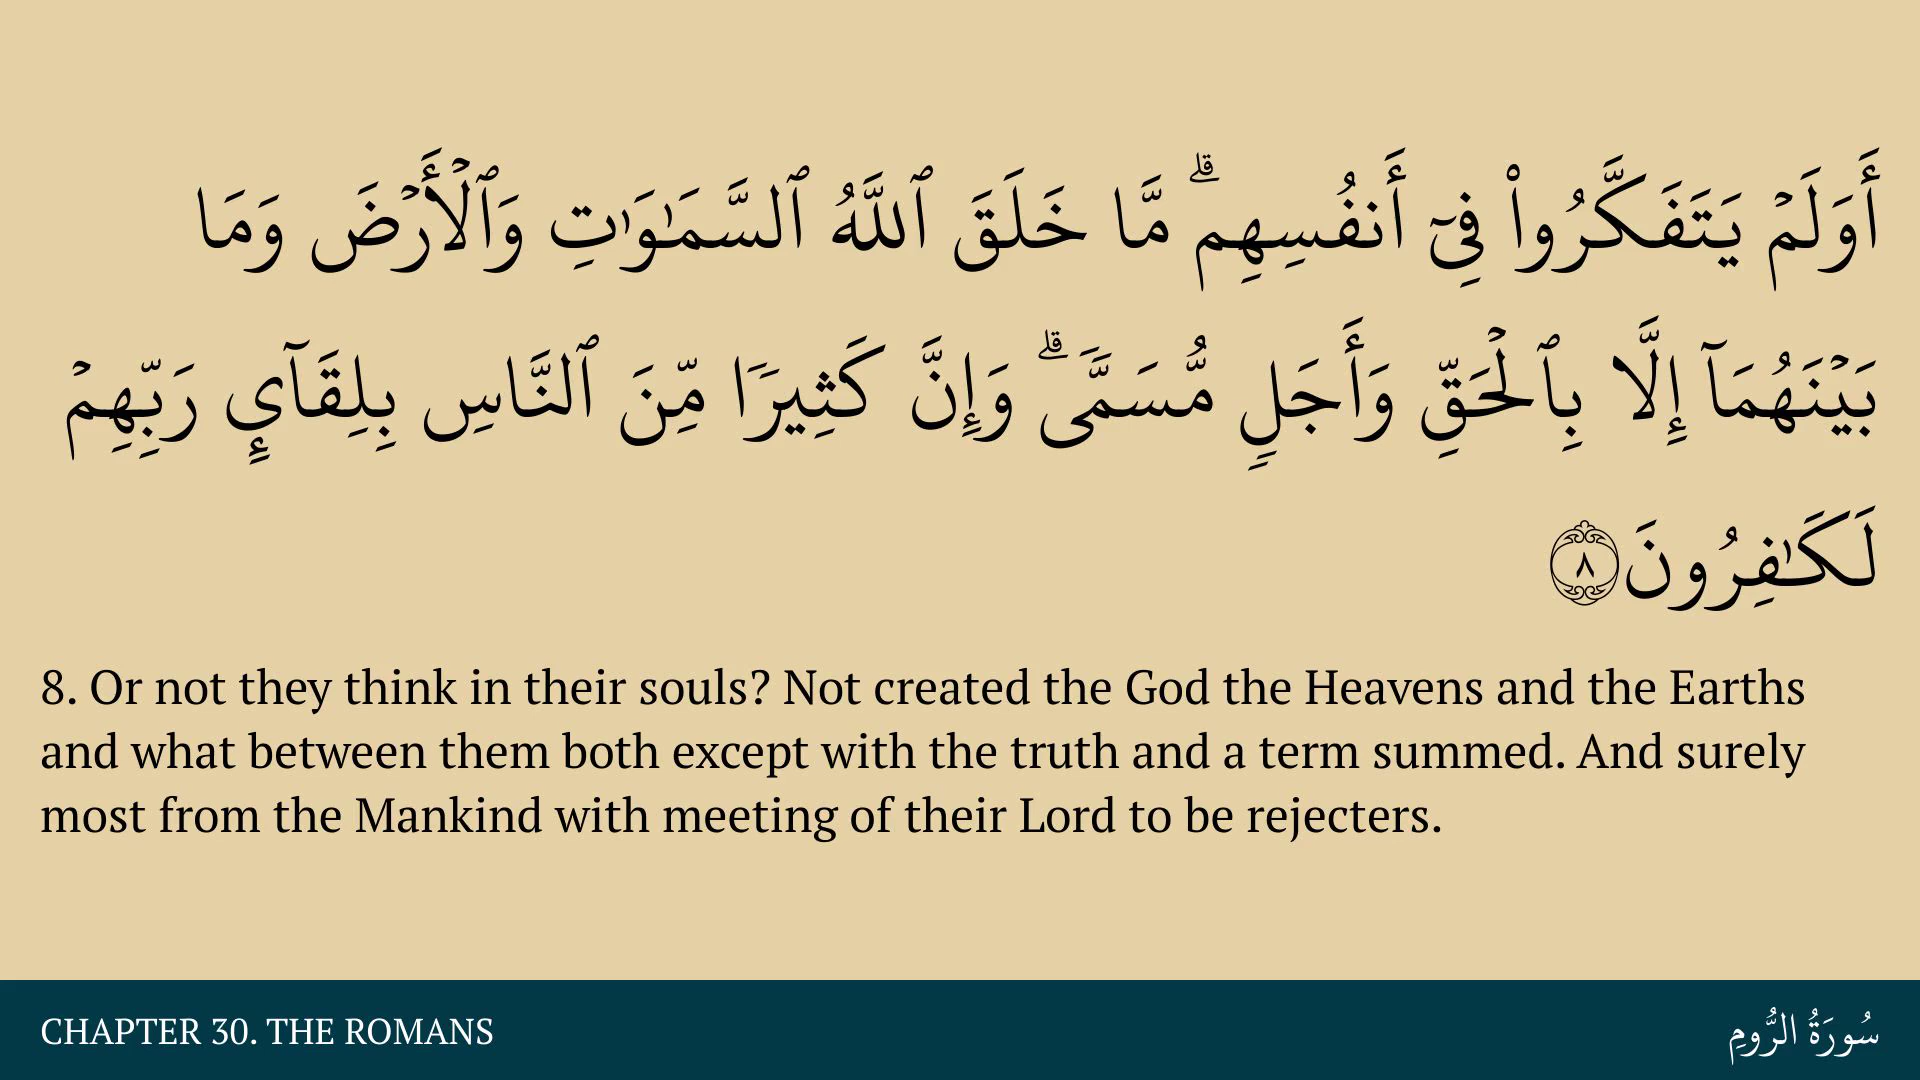 أَوَلَمۡ يَتَفَكَّرُواْ فِيٓ أَنفُسِهِمۗ مَّا خَلَقَ ٱللَّهُ ٱلسَّمَٰوَٰتِ وَٱلۡأَرۡضَ وَمَا
بَيۡنَهُمَآ إِلَّا بِٱلۡحَقِّ وَأَجَلٖ مُّسَمّٗىۗ وَإِنَّ كَثِيرٗا مِّنَ ٱلنَّاسِ بِلِقَآيِٕ رَبِّهِمۡ
لَكَٰفِرُونَ ٨
8. Or not they think in their souls? Not created the God the Heavens and the Earths
and what between them both except with the truth and a term summed. And surely
most from the Mankind with meeting of their Lord to be rejecters.
CHAPTER 30. THE ROMANS
سُورَةُ الرُّومِ